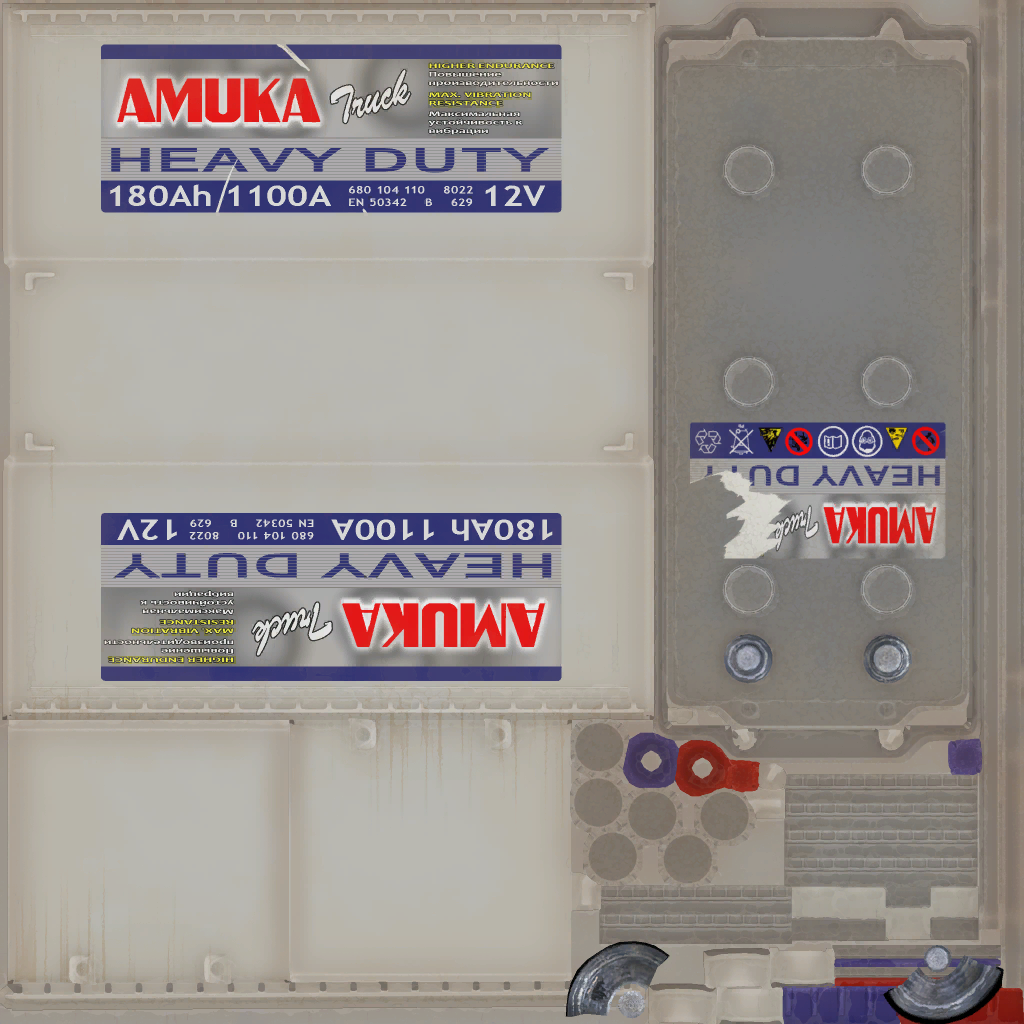 AMUKA Truck
HIGHER ENDURANCE
Повышение
производительности
MAX. VIBRATION
RESISTANCE
Максимальная
устойчивость к
вибрации
HEAVY DUTY
180Ah/1100A
680 104 110 8022
EN 50342 B 629
12V
HEAVY DUTY
AMUKA Truck
AMUKA Truck
HIGHER ENDURANCE
Повышение
производительности
MAX. VIBRATION
RESISTANCE
Максимальная
устойчивость к
вибрации
HEAVY DUTY
180Ah 1100A
680 104 110 8022
EN 50342 B 629
12V